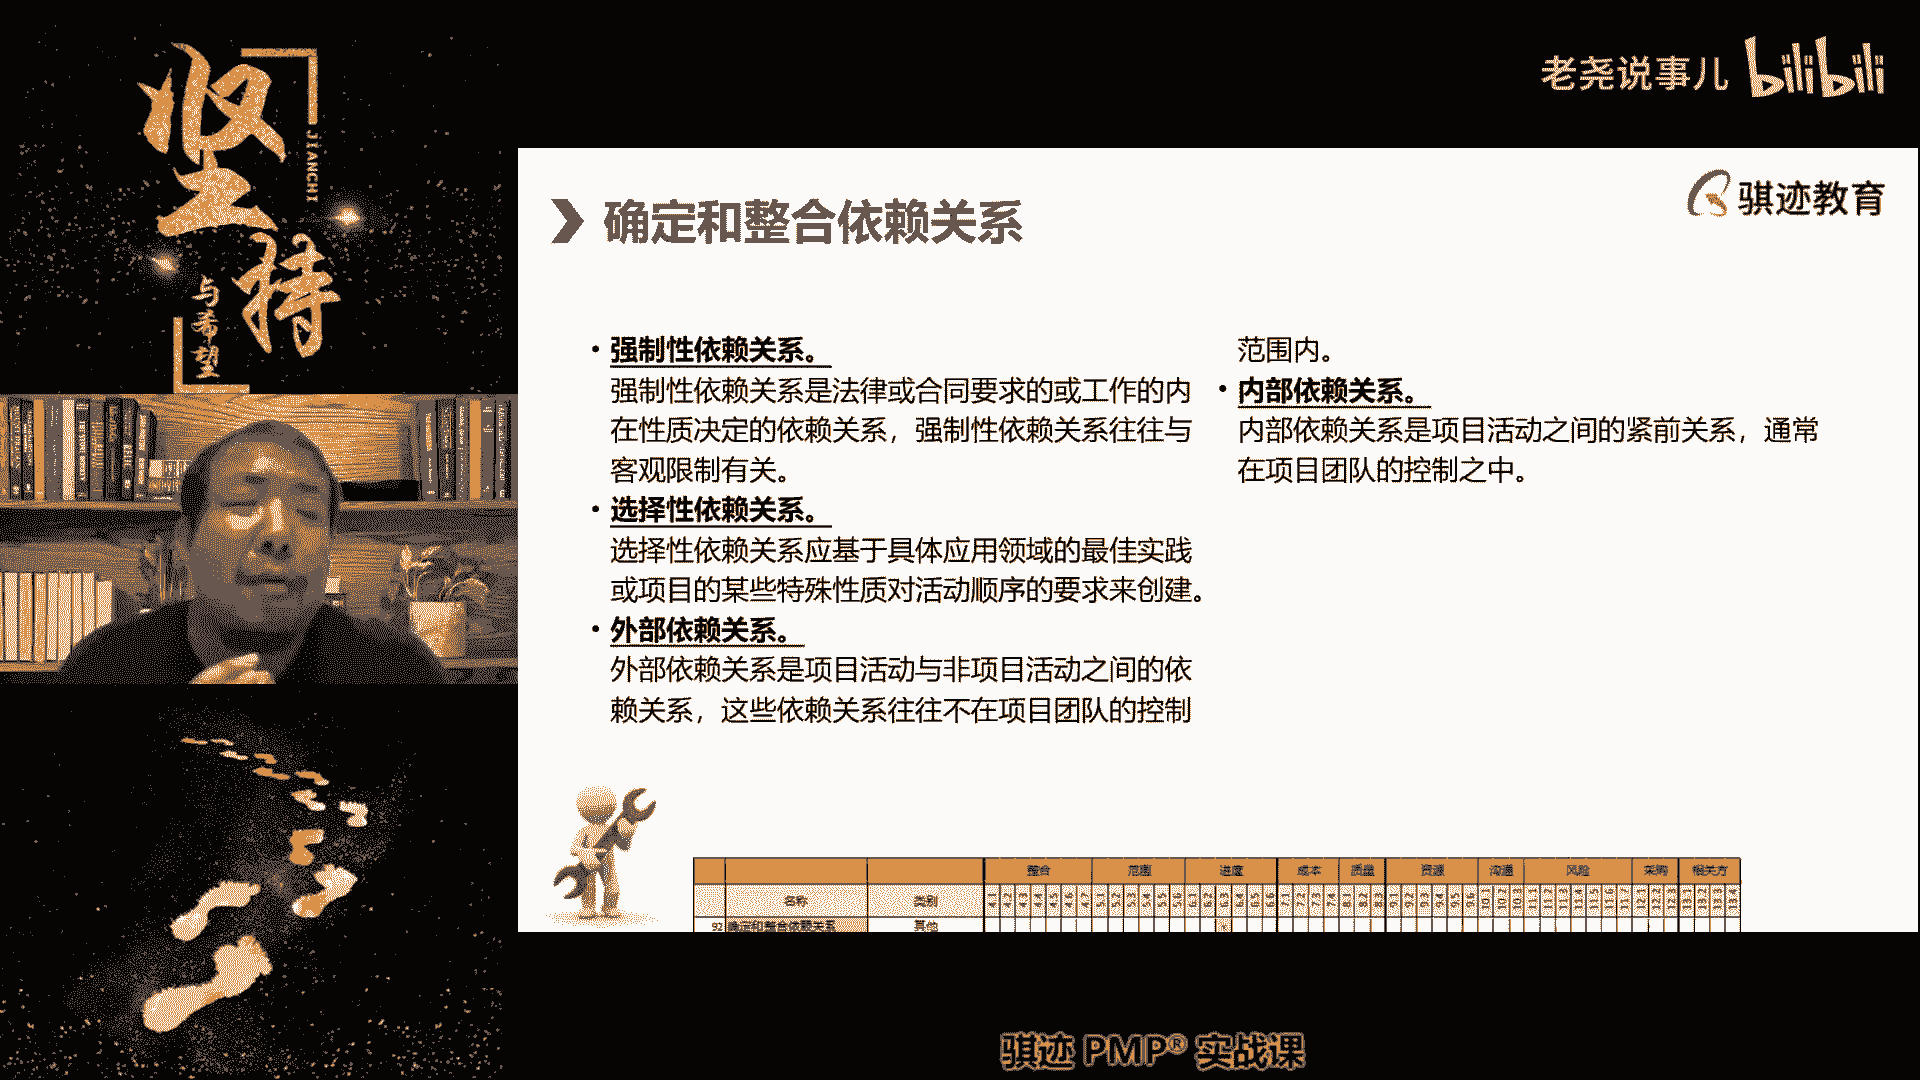 坚持
JIANCHI
与希望
老尧说事儿 bilibili
骐迹教育
确定和整合依赖关系
• 强制性依赖关系。
强制性依赖关系是法律或合同要求的或工作的内
在性质决定的依赖关系，强制性依赖关系往往与
客观限制有关。
• 选择性依赖关系。
选择性依赖关系应基于具体应用领域的最佳实践
或项目的某些特殊性质对活动顺序的要求来创建。
• 外部依赖关系。
外部依赖关系是项目活动与非项目活动之间的依
赖关系，这些依赖关系往往不在项目团队的控制
范围内。
• 内部依赖关系。
内部依赖关系是项目活动之间的紧前关系，通常
在项目团队的控制之中。
整合 范围 进度 成本 质量 资源 沟通 风险 采购 相关方
名称 类别
92 确定和整合依赖关系 其他
骐迹 PMP® 实战课